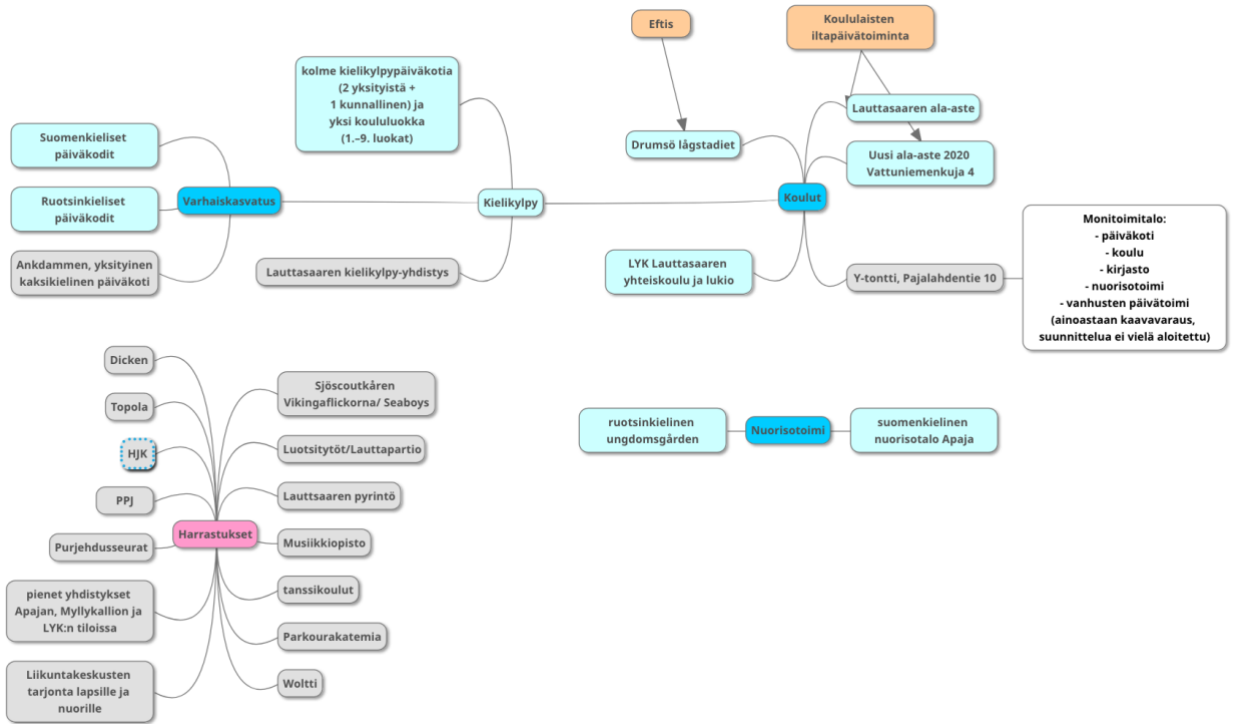 Eftis
Koululaisten
iltapäivätoiminta
kolme kielikylpypäiväkotia
(2 yksityistä +
1 kunnallinen) ja
yksi koululuokka
(1.–9. luokat)
Lauttasaaren ala-aste
Suomenkieliset
päiväkodit
Drumsö lågstadiet
Uusi ala-aste 2020
Vattuniemenkuja 4
Ruotsinkieliset
päiväkodit
Varhaiskasvatus
Kielikylpy
Koulut
Ankdammen, yksityinen
kaksikielinen päiväkoti
Lauttasaaren kielikylpy-yhdistys
LYK Lauttasaaren
yhteiskoulu ja lukio
Y-tontti, Pajalahdentie 10
Monitoimitalo:
- päiväkoti
- koulu
- kirjasto
- nuorisotoimi
- vanhusten päivätoimi
(ainoastaan kaavavaraus,
suunnittelua ei vielä aloitettu)
Dicken
Topola
HJK
PPJ
Purjehdusseurat
pienet yhdistykset
Apajan, Myllykallion ja
LYK:n tiloissa
Liikuntakeskusten
tarjonta lapsille ja
nuorille
Harrastukset
Sjöscoutkåren
Vikingaflickorna/ Seaboys
Luotsitytöt/Lauttapartio
Lauttsaaren pyrintö
Musiikkiopisto
tanssikoulut
Parkourakatemia
Woltti
ruotsinkielinen
ungdomsgården
Nuorisotoimi
suomenkielinen
nuorisotalo Apaja